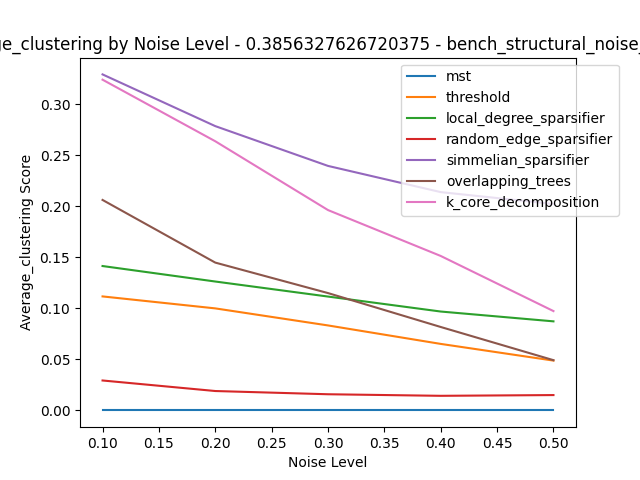 ge_clustering by Noise Level - 0.3856327626720375 - bench_structural_noise_
mst
threshold
local_degree_sparsifier
random_edge_sparsifier
simmelian_sparsifier
overlapping_trees
k_core_decomposition
Average_clustering Score
0.30
0.25
0.20
0.15
0.10
0.05
0.00
0.10
0.15
0.20
0.25
0.30
0.35
0.40
0.45
0.50
Noise Level